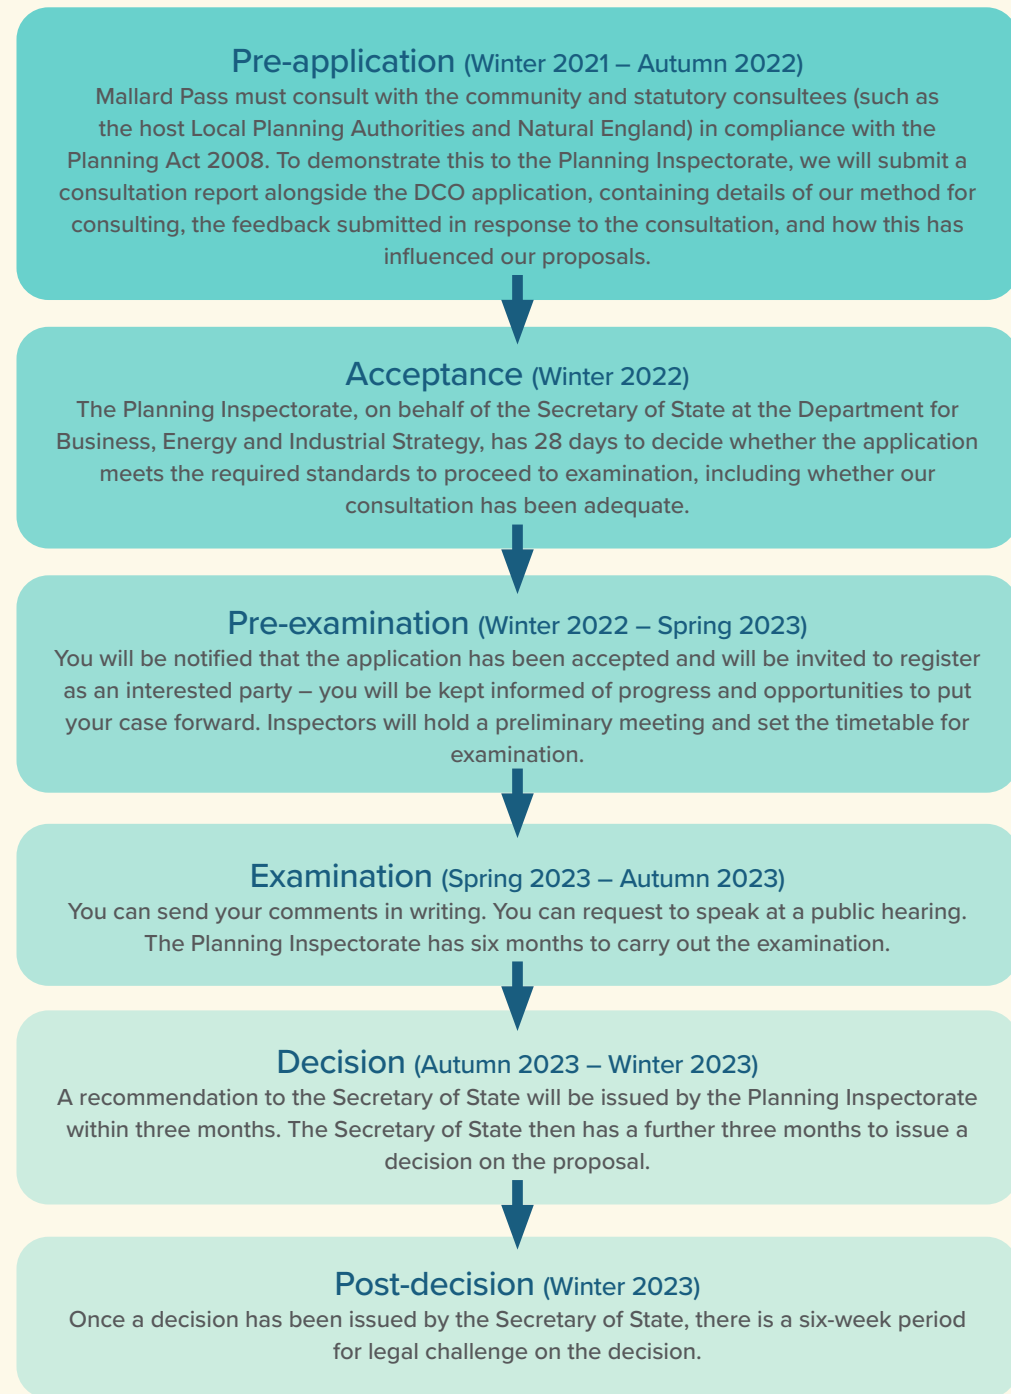 Pre-application (Winter 2021 – Autumn 2022)
Mallard Pass must consult with the community and statutory consultees (such as
the host Local Planning Authorities and Natural England) in compliance with the
Planning Act 2008. To demonstrate this to the Planning Inspectorate, we will submit a
consultation report alongside the DCO application, containing details of our method for
consulting, the feedback submitted in response to the consultation, and how this has
influenced our proposals.
Acceptance (Winter 2022)
The Planning Inspectorate, on behalf of the Secretary of State at the Department for
Business, Energy and Industrial Strategy, has 28 days to decide whether the application
meets the required standards to proceed to examination, including whether our
consultation has been adequate.
Pre-examination (Winter 2022 – Spring 2023)
You will be notified that the application has been accepted and will be invited to register
as an interested party – you will be kept informed of progress and opportunities to put
your case forward. Inspectors will hold a preliminary meeting and set the timetable for
examination.
Examination (Spring 2023 – Autumn 2023)
You can send your comments in writing. You can request to speak at a public hearing.
The Planning Inspectorate has six months to carry out the examination.
Decision (Autumn 2023 – Winter 2023)
A recommendation to the Secretary of State will be issued by the Planning Inspectorate
within three months. The Secretary of State then has a further three months to issue a
decision on the proposal.
Post-decision (Winter 2023)
Once a decision has been issued by the Secretary of State, there is a six-week period
for legal challenge on the decision.